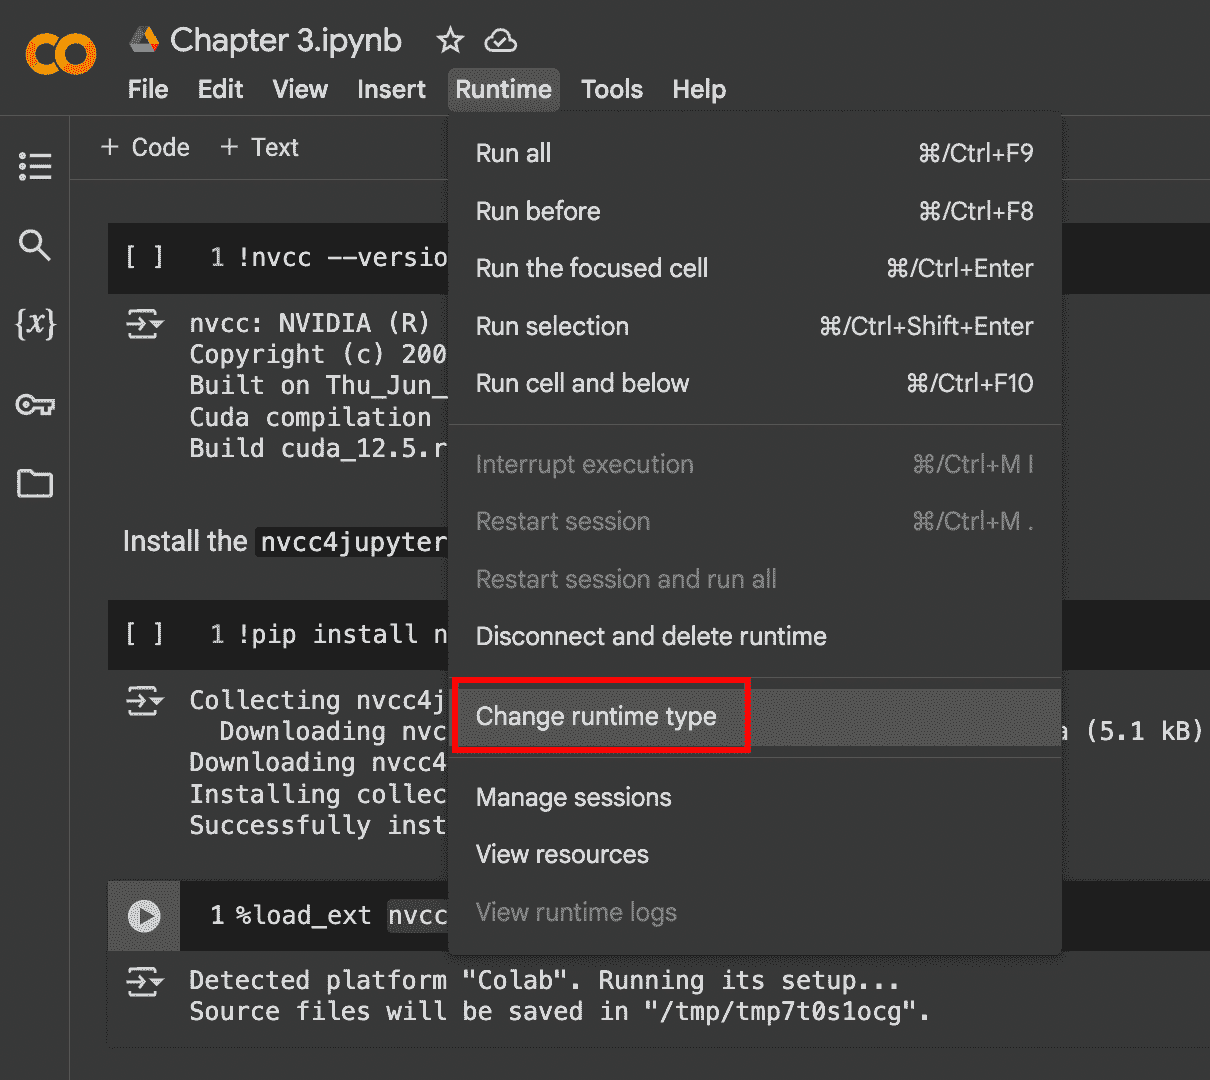 Chapter 3.ipynb
File Edit View Insert Runtime Tools Help
+ Code + Text
Run all ⌘/Ctrl+F9
Run before ⌘/Ctrl+F8
Run the focused cell ⌘/Ctrl+Enter
Run selection ⌘/Ctrl+Shift+Enter
Run cell and below ⌘/Ctrl+F10
Interrupt execution ⌘/Ctrl+M I
Restart session ⌘/Ctrl+M .
Restart session and run all
Disconnect and delete runtime
Change runtime type
Manage sessions
View resources
View runtime logs
{x}
[ ] 1 !nvcc --versio
nvcc: NVIDIA (R)
Copyright (c) 200
Built on Thu_Jun_
Cuda compilation
Build cuda_12.5.r
Install the nvcc4jupyter
[ ] 1 !pip install n
Collecting nvcc4j
Downloading nvc (5.1 kB)
Downloading nvcc4
Installing collec
Successfully inst
1 %load_ext nvcc
Detected platform "Colab". Running its setup...
Source files will be saved in "/tmp/tmp7t0s1ocg".